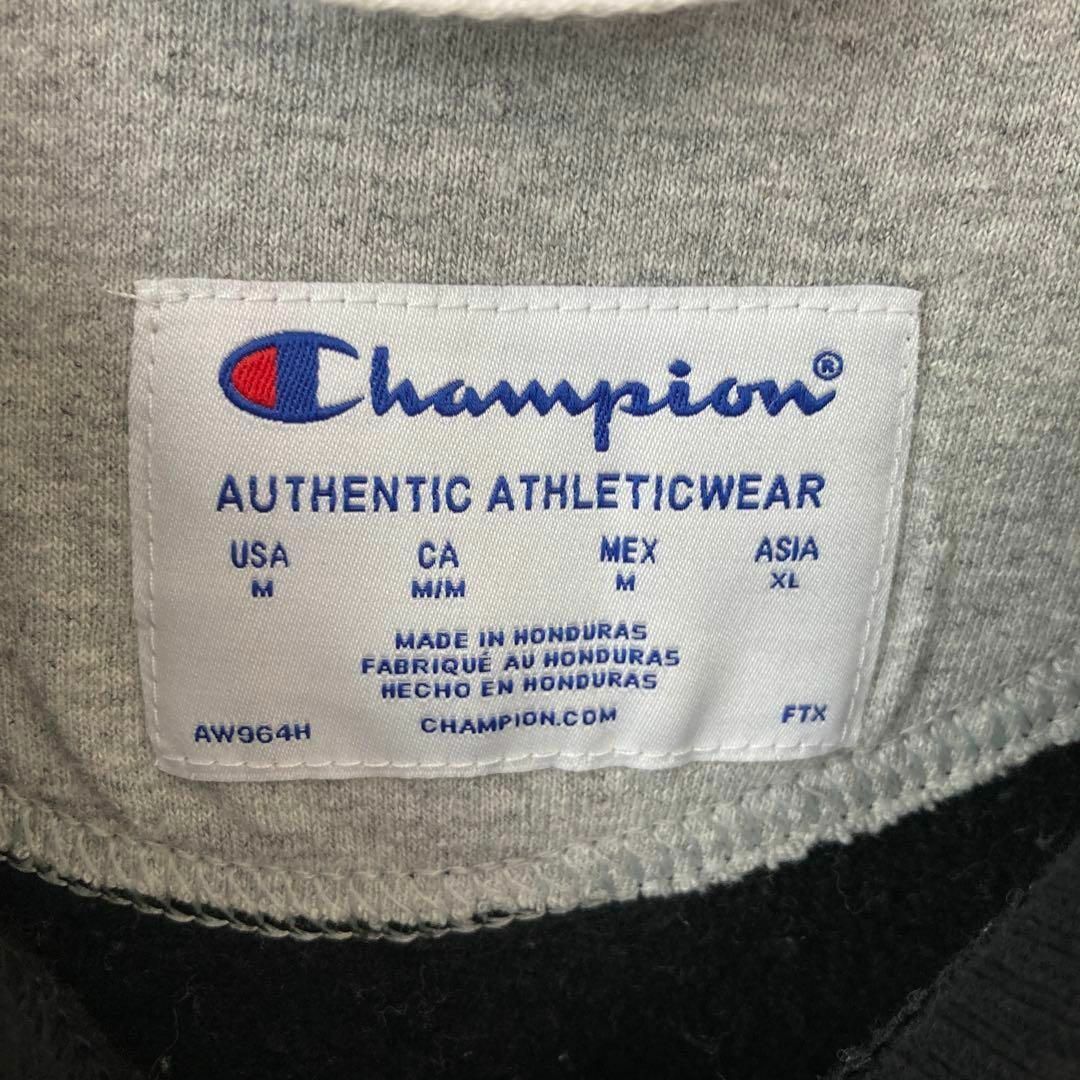 Champion®
AUTHENTIC ATHLETICWEAR
USA CA MEX ASIA
M M/M M XL
MADE IN HONDURAS
FABRIQUÉ AU HONDURAS
HECHO EN HONDURAS
AW964H CHAMPION.COM FTX